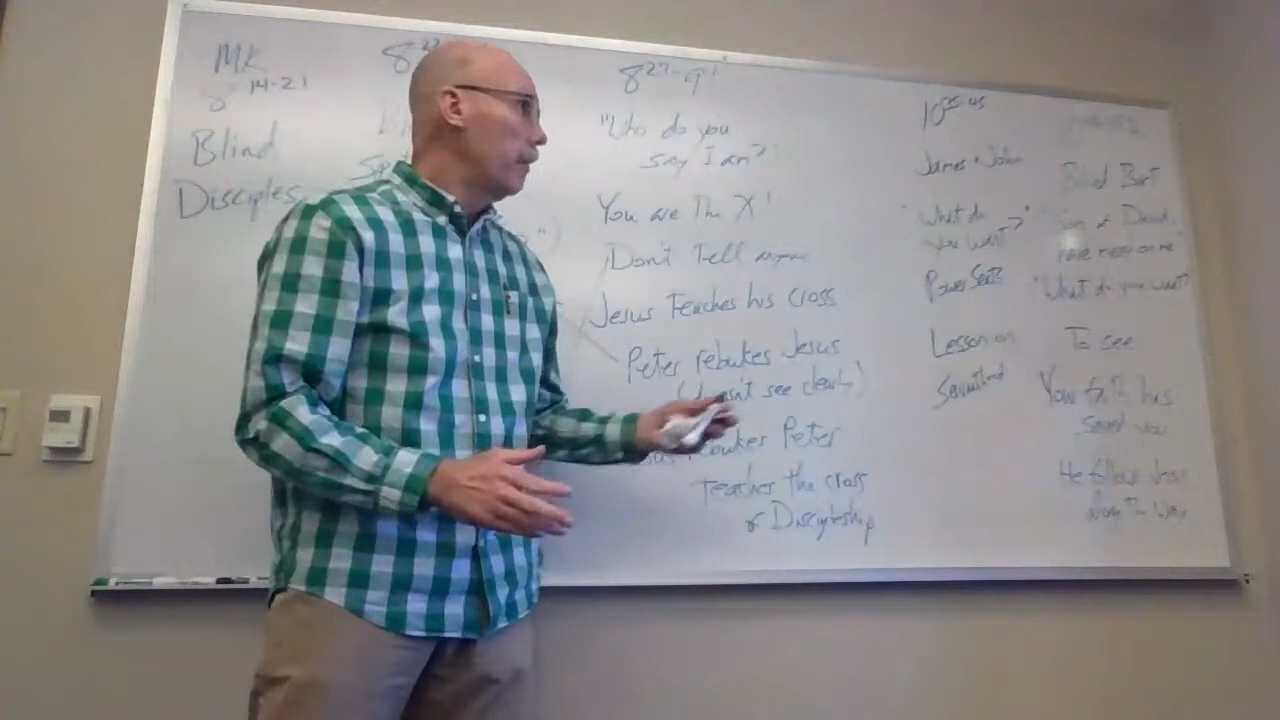 MK
8 14-21
Blind
Disciples
8 22
8 27-9 1
"Who do you
say I am?
You are The X!
Don't tell anyone
Jesus Teaches his cross
Peter rebukes Jesus
(doesn't see clearly)
rebukes Peter
Teaches the cross
& Discipleship
10 35-45
James + John
"What do
you want?"
Power Seats
Lesson on
Servanthood
Blind Bart
"Son of David,
have mercy on me
"What do you want?
To see
Your faith has
saved you
He follows Jesus
along The Way